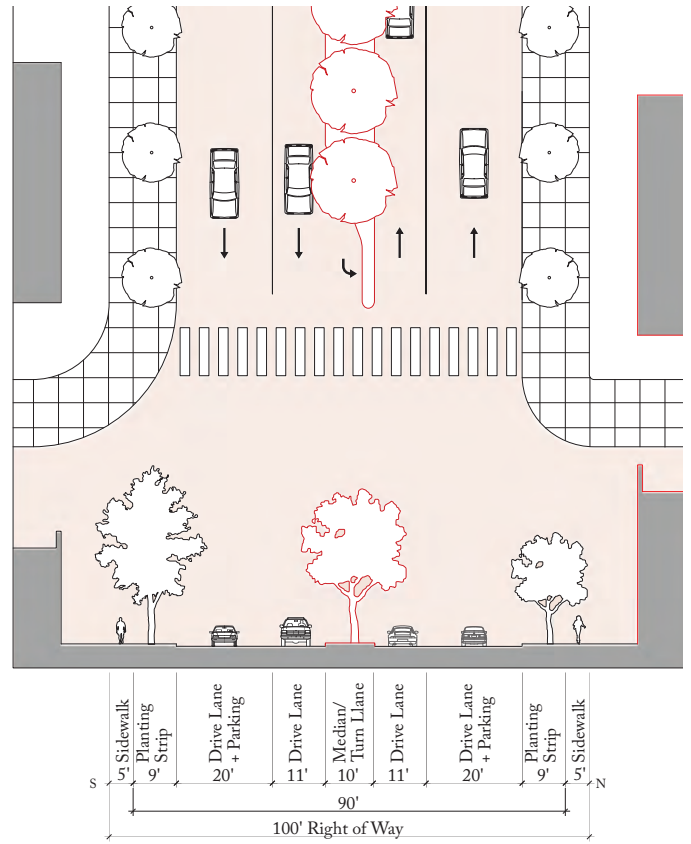 5' Sidewalk
9' Planting
Strip
20' Drive Lane
+ Parking
11' Drive Lane
10' Median/
Turn Llane
11' Drive Lane
20' Drive Lane
+ Parking
9' Planting
Strip
5' Sidewalk
S
N
90'
100' Right of Way